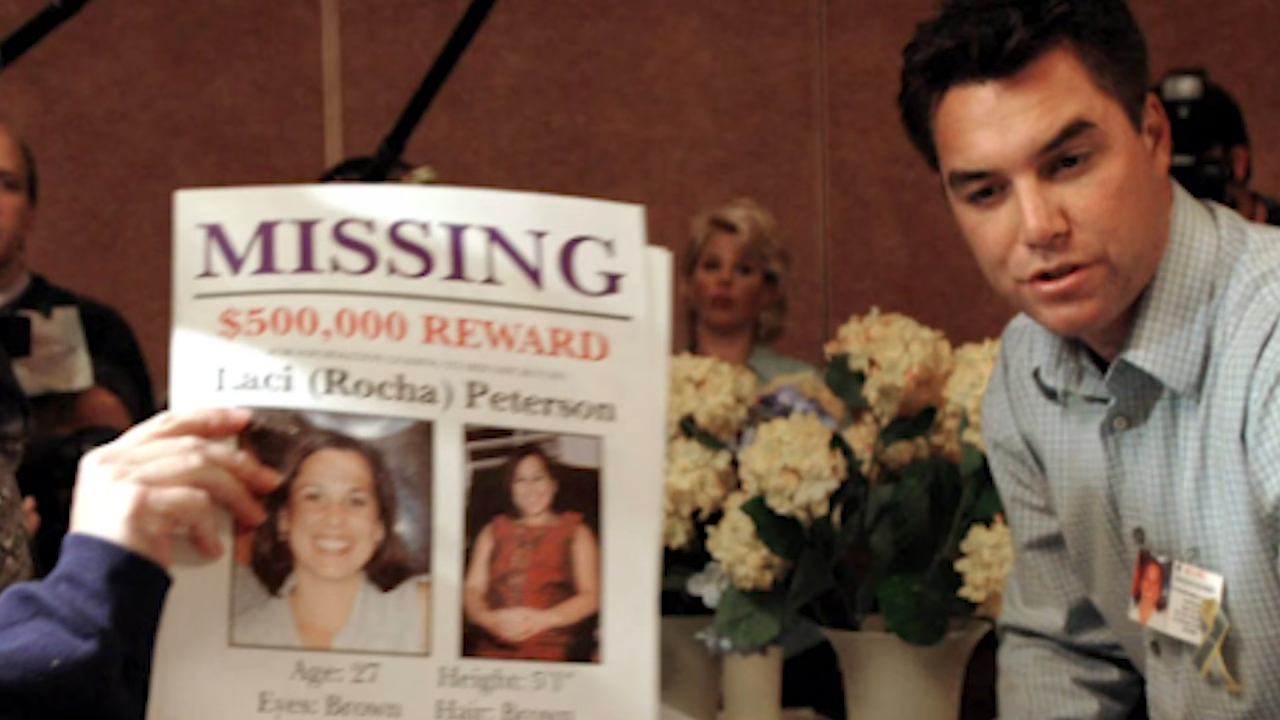 MISSING
$500,000 REWARD
Laci (Rocha) Peterson
Age: 27
Height: 5'1"
Eyes: Brown
Hair: Brown